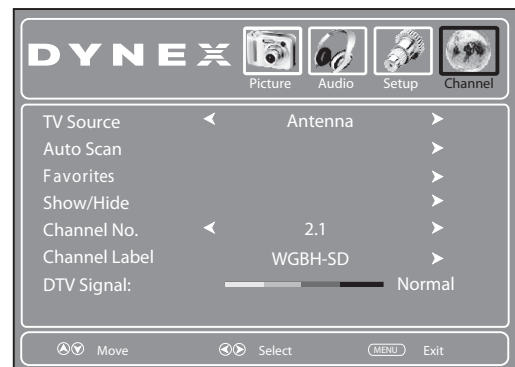 DYNEX
Picture Audio Setup Channel
TV Source Antenna
Auto Scan
Favorites
Show/Hide
Channel No. 2.1
Channel Label WGBH-SD
DTV Signal: Normal
Move Select MENU Exit